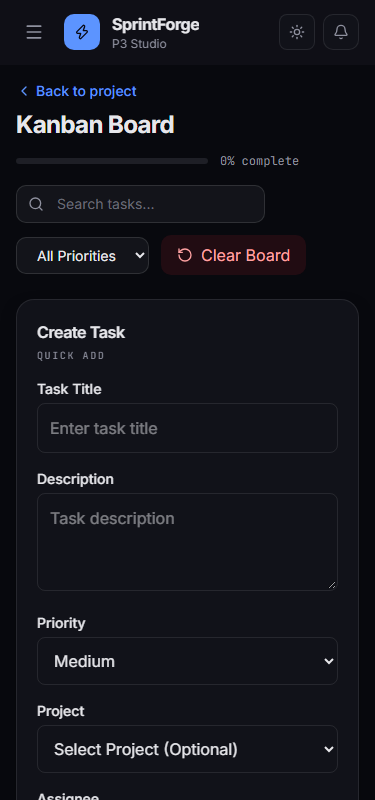 SprintForge
P3 Studio
Back to project
Kanban Board
0% complete
Search tasks...
All Priorities
Clear Board
Create Task
QUICK ADD
Task Title
Enter task title
Description
Task description
Priority
Medium
Project
Select Project (Optional)
Assignee